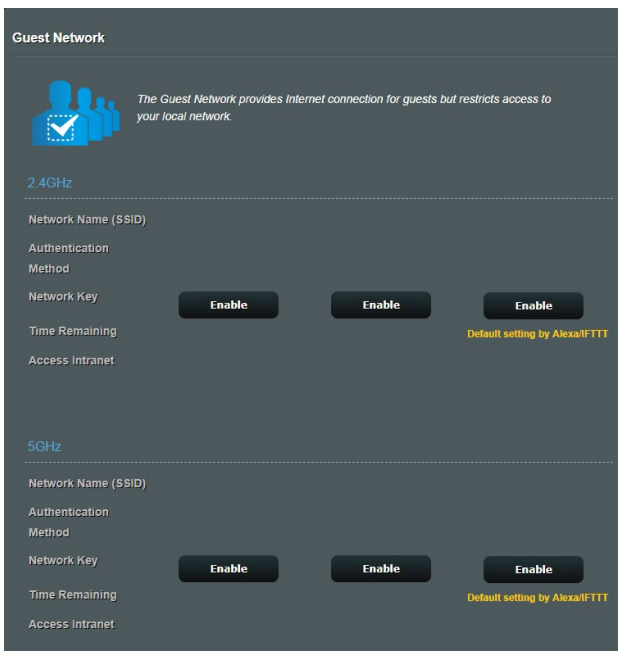 Guest Network
The Guest Network provides Internet connection for guests but restricts access to
your local network.
2.4GHz
Network Name (SSID)
Authentication
Method
Network Key
Enable
Enable
Enable
Time Remaining
Default setting by Alexa/IFTTT
Access Intranet
5GHz
Network Name (SSID)
Authentication
Method
Network Key
Enable
Enable
Enable
Time Remaining
Default setting by Alexa/IFTTT
Access Intranet